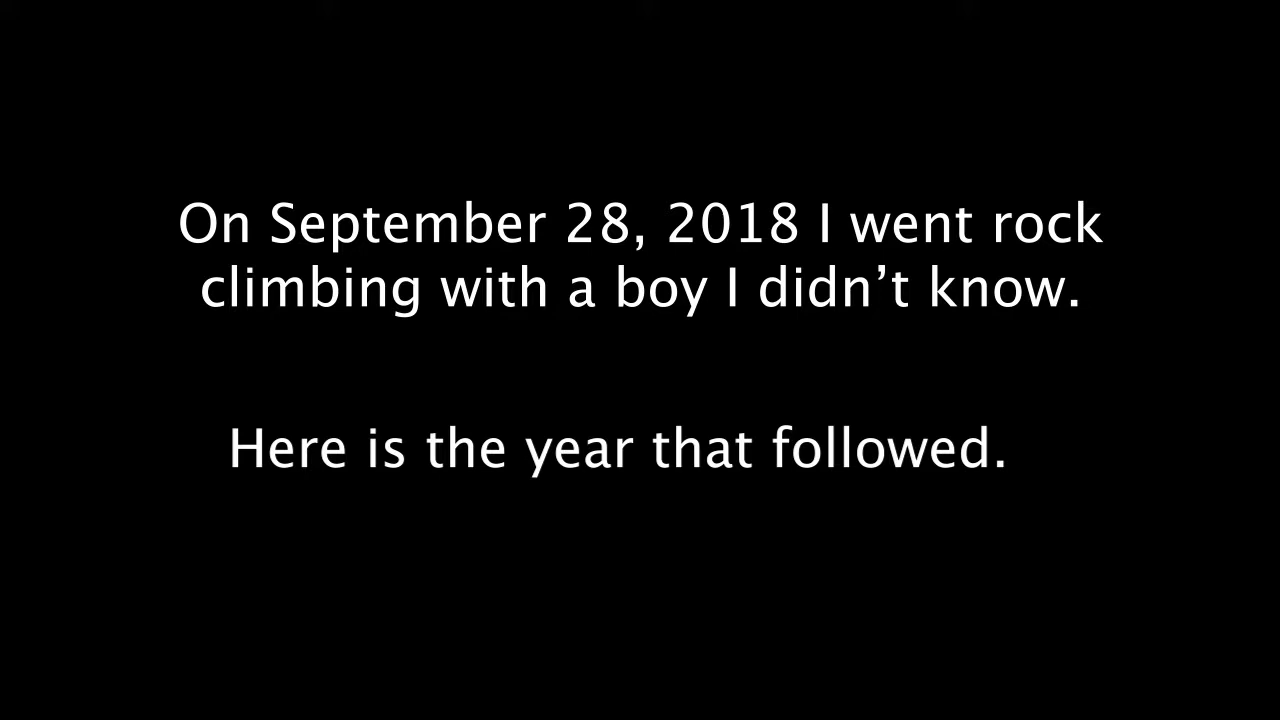 On September 28, 2018 I went rock
climbing with a boy I didn’t know.
Here is the year that followed.